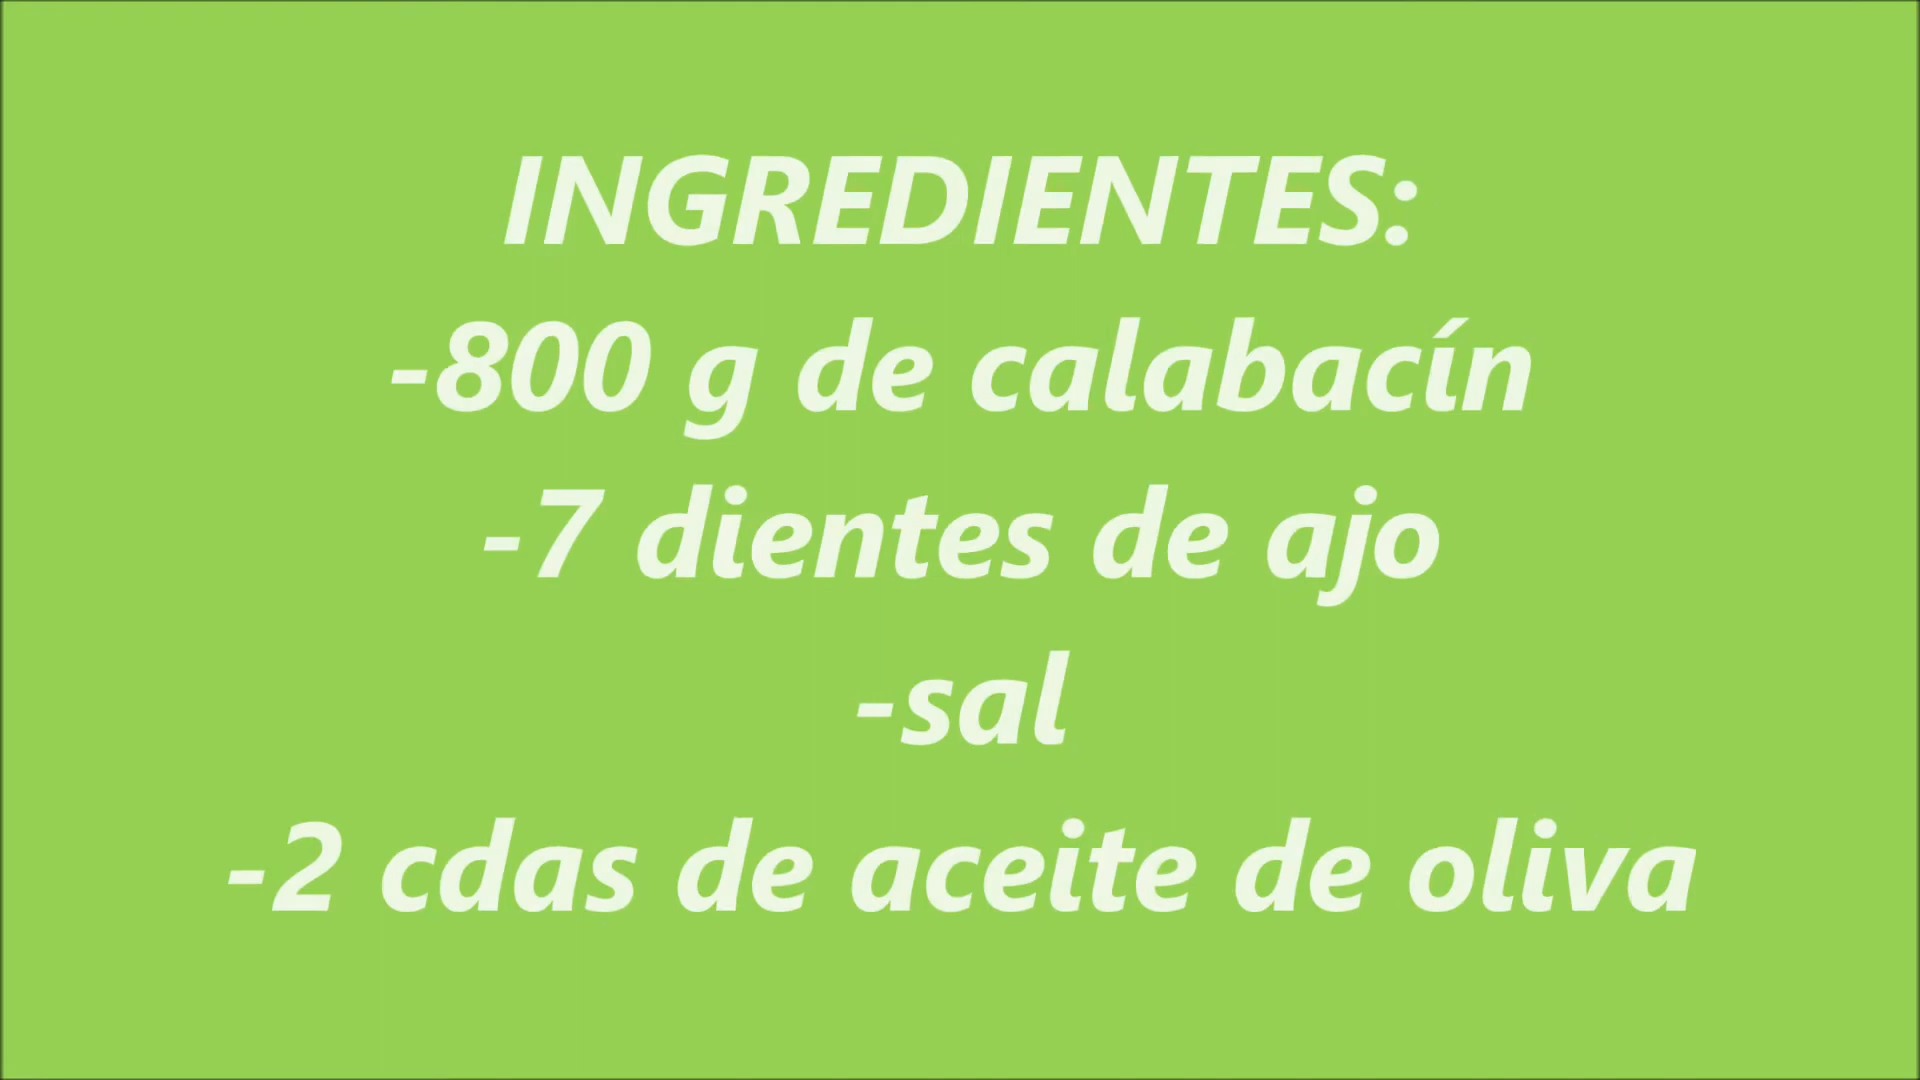 INGREDIENTES:
-800 g de calabacín
-7 dientes de ajo
-sal
-2 cdas de aceite de oliva